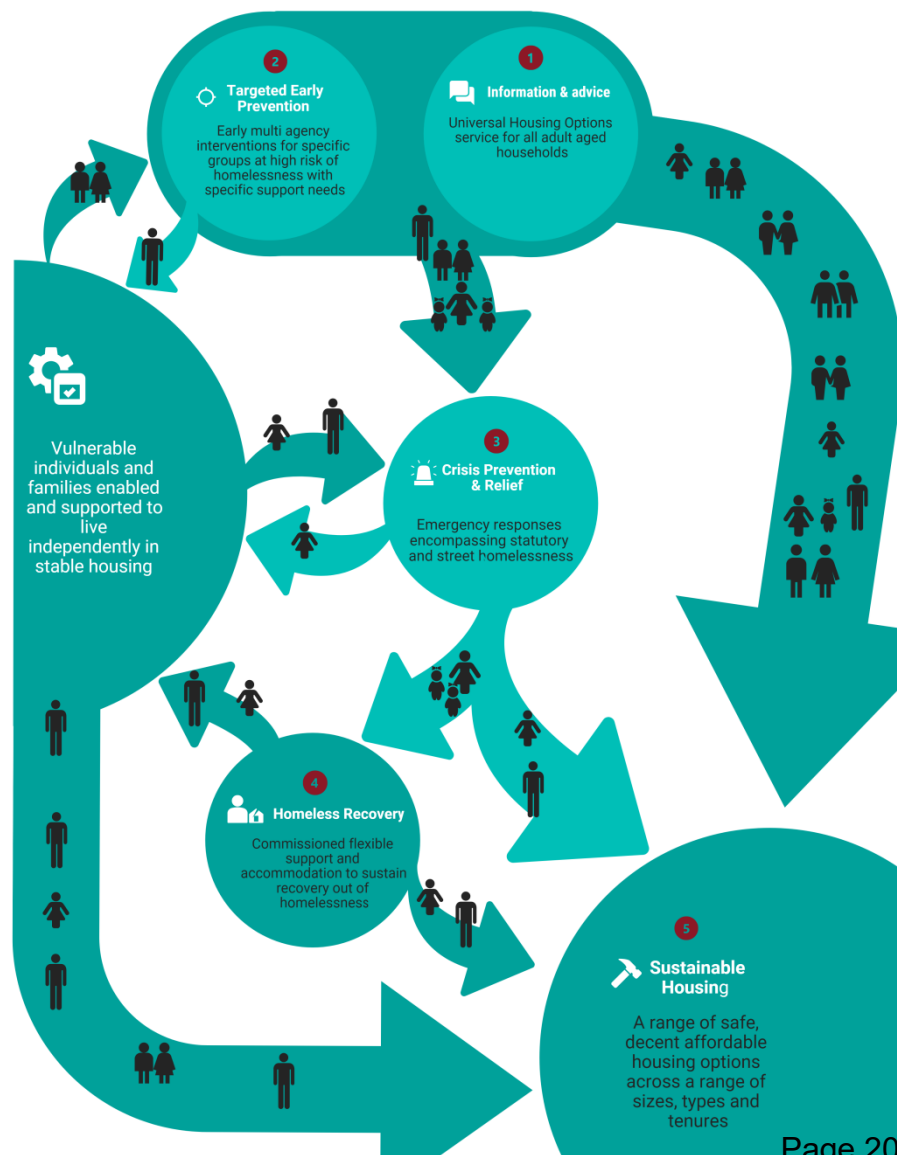 2
Targeted Early
Prevention
Early multi agency
interventions for specific
groups at high risk of
homelessness with
specific support needs
1
Information & advice
Universal Housing Options
service for all adult aged
households
Vulnerable
individuals and
families enabled
and supported to
live
independently in
stable housing
3
Crisis Prevention
& Relief
Emergency responses
encompassing statutory
and street homelessness
4
Homeless Recovery
Commissioned flexible
support and
accommodation to sustain
recovery out of
homelessness
5
Sustainable
Housing
A range of safe,
decent affordable
housing options
across a range of
sizes, types and
tenures
Page 20